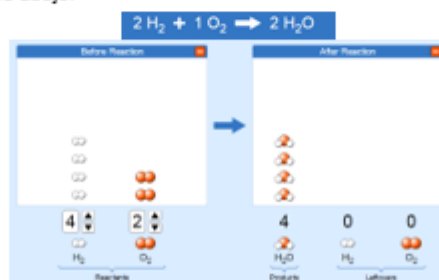 2 H₂ + 1 O₂ → 2 H₂O
Before Reaction
After Reaction
4 2 4 0 0
H₂ O₂ H₂O H₂ O₂
Reactants Products Leftovers